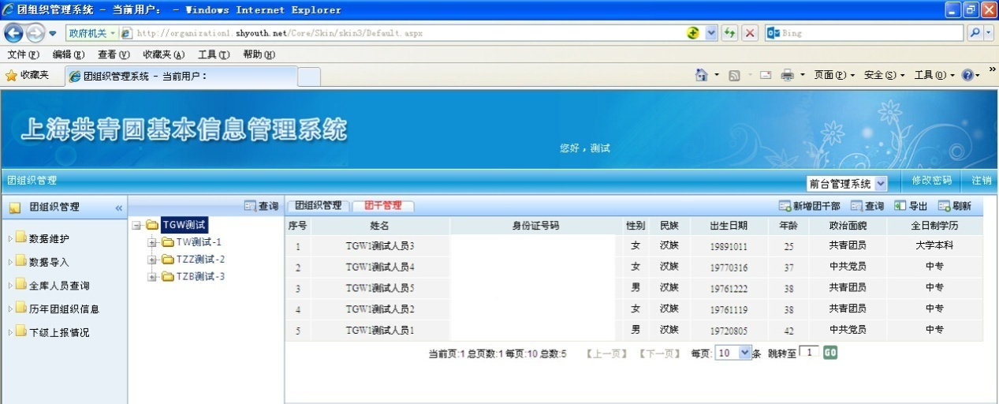 团组织管理系统 - 当前用户: - Windows Internet Explorer
政府机关 http://organization1.shyouth.net/Core/Skin/skin3/Default.aspx Bing
文件(F) 编辑(E) 查看(V) 收藏夹(A) 工具(T) 帮助(H)
收藏夹 团组织管理系统 - 当前用户: 页面(P) 安全(S) 工具(O) »
上海共青团基本信息管理系统
您好，测试
团组织管理 前台管理系统 修改密码 注销
团组织管理 « 查询 团组织管理 团干管理 新增团干部 查询 导出 刷新
数据维护
数据导入
全库人员查询
历年团组织信息
下级上报情况
TGW测试
TW测试-1
TZZ测试-2
TZB测试-3
序号 姓名 身份证号码 性别 民族 出生日期 年龄 政治面貌 全日制学历
1 TGW1测试人员3 女 汉族 19891011 25 共青团员 大学本科
2 TGW1测试人员4 女 汉族 19770316 37 中共党员 中专
3 TGW1测试人员5 男 汉族 19761222 38 共青团员 中专
4 TGW1测试人员2 女 汉族 19761119 38 共青团员 中专
5 TGW1测试人员1 男 汉族 19720805 42 中共党员 中专
当前页:1 总页数:1 每页:10 总数:5 【上一页】 【下一页】 每页: 10 条 跳转至 1 GO